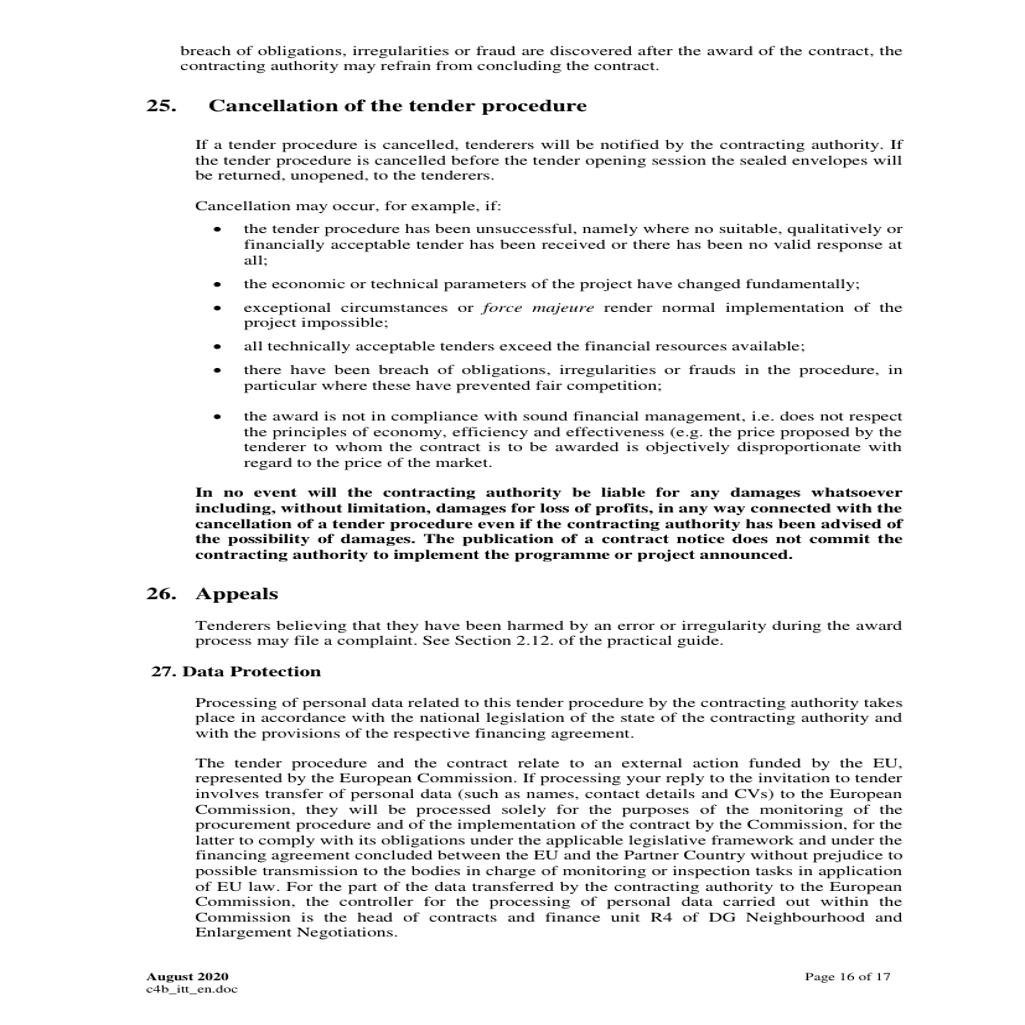 breach of obligations, irregularities or fraud are discovered after the award of the contract, the
contracting authority may refrain from concluding the contract.
25. Cancellation of the tender procedure
If a tender procedure is cancelled, tenderers will be notified by the contracting authority. If
the tender procedure is cancelled before the tender opening session the sealed envelopes will
be returned, unopened, to the tenderers.
Cancellation may occur, for example, if:
• the tender procedure has been unsuccessful, namely where no suitable, qualitatively or
financially acceptable tender has been received or there has been no valid response at
all;
• the economic or technical parameters of the project have changed fundamentally;
• exceptional circumstances or force majeure render normal implementation of the
project impossible;
• all technically acceptable tenders exceed the financial resources available;
• there have been breach of obligations, irregularities or frauds in the procedure, in
particular where these have prevented fair competition;
• the award is not in compliance with sound financial management, i.e. does not respect
the principles of economy, efficiency and effectiveness (e.g. the price proposed by the
tenderer to whom the contract is to be awarded is objectively disproportionate with
regard to the price of the market.
In no event will the contracting authority be liable for any damages whatsoever
including, without limitation, damages for loss of profits, in any way connected with the
cancellation of a tender procedure even if the contracting authority has been advised of
the possibility of damages. The publication of a contract notice does not commit the
contracting authority to implement the programme or project announced.
26. Appeals
Tenderers believing that they have been harmed by an error or irregularity during the award
process may file a complaint. See Section 2.12. of the practical guide.
27. Data Protection
Processing of personal data related to this tender procedure by the contracting authority takes
place in accordance with the national legislation of the state of the contracting authority and
with the provisions of the respective financing agreement.
The tender procedure and the contract relate to an external action funded by the EU,
represented by the European Commission. If processing your reply to the invitation to tender
involves transfer of personal data (such as names, contact details and CVs) to the European
Commission, they will be processed solely for the purposes of the monitoring of the
procurement procedure and of the implementation of the contract by the Commission, for the
latter to comply with its obligations under the applicable legislative framework and under the
financing agreement concluded between the EU and the Partner Country without prejudice to
possible transmission to the bodies in charge of monitoring or inspection tasks in application
of EU law. For the part of the data transferred by the contracting authority to the European
Commission, the controller for the processing of personal data carried out within the
Commission is the head of contracts and finance unit R4 of DG Neighbourhood and
Enlargement Negotiations.
August 2020 Page 16 of 17
c4b_itt_en.doc